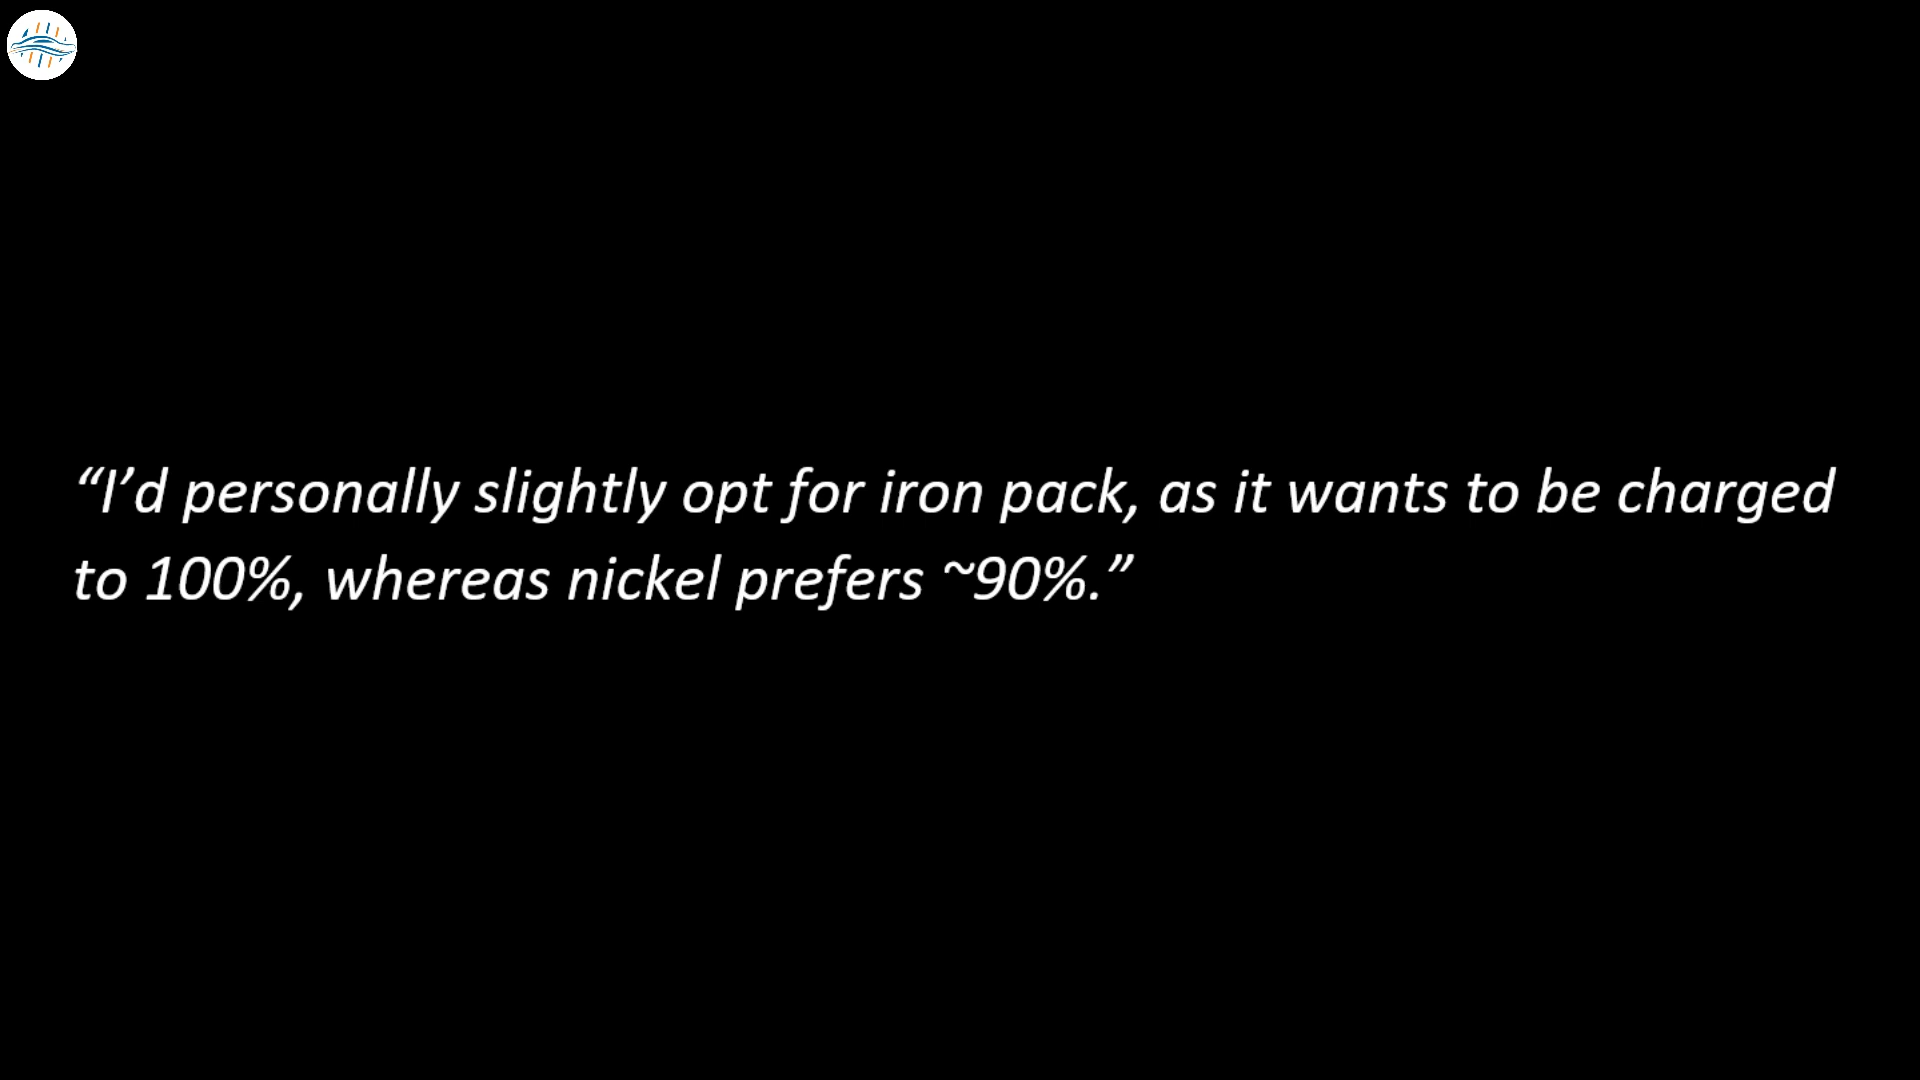 “I’d personally slightly opt for iron pack, as it wants to be charged
to 100%, whereas nickel prefers ~90%.”